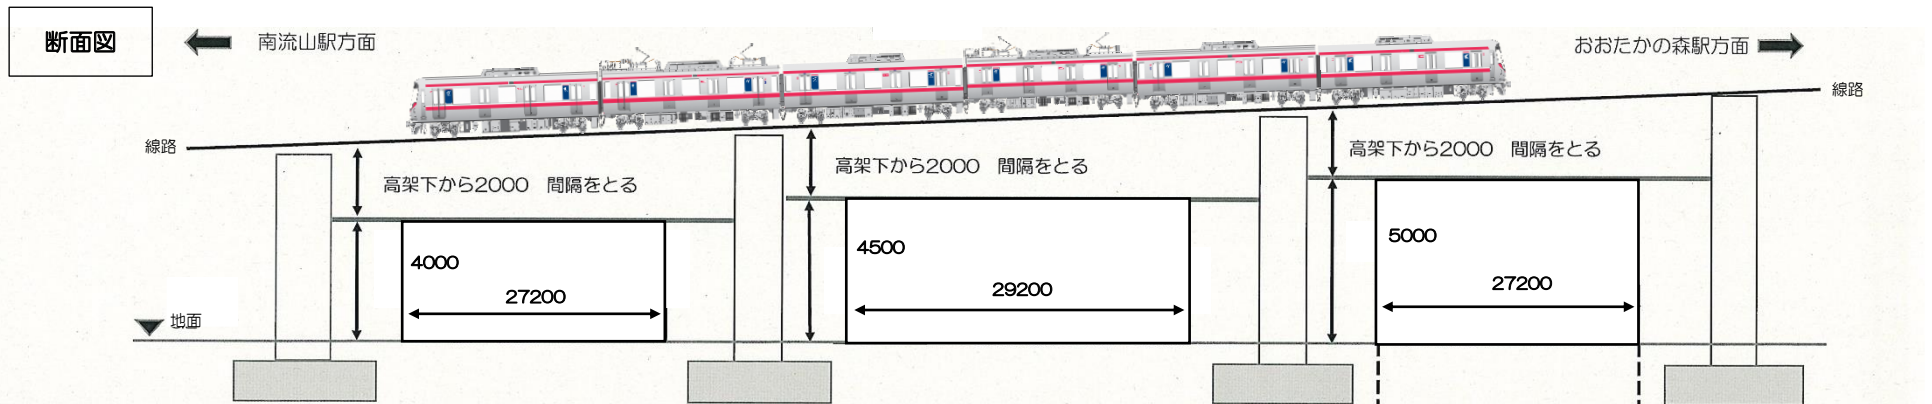 断面図
南流山駅方面
おおたかの森駅方面
線路
線路
高架下から2000　間隔をとる
高架下から2000　間隔をとる
高架下から2000　間隔をとる
4000
27200
4500
29200
5000
27200
地面